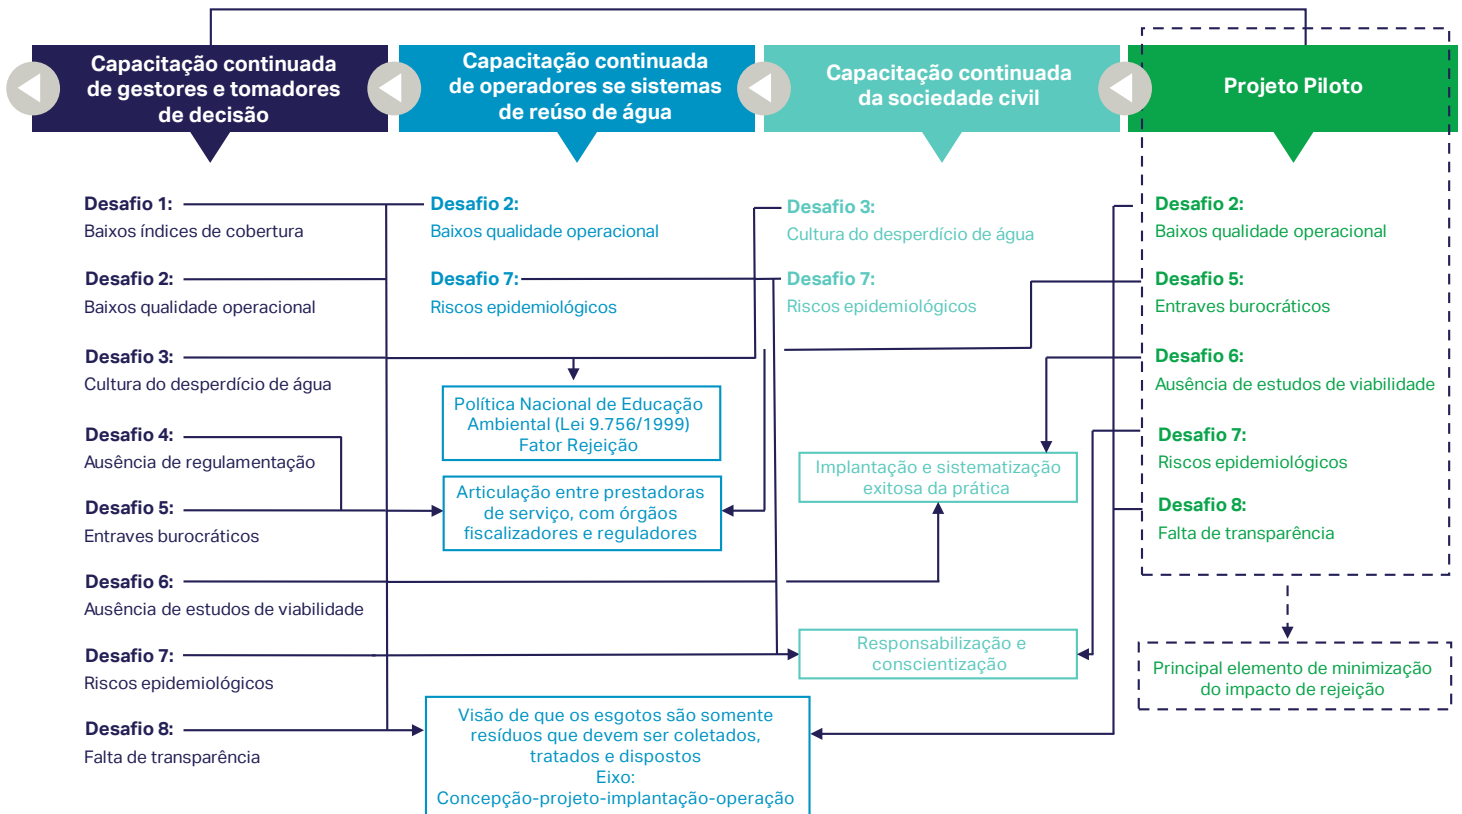 Capacitação continuada
de gestores e tomadores
de decisão
Capacitação continuada
de operadores se sistemas
de reúso de água
Capacitação continuada
da sociedade civil
Projeto Piloto
Desafio 1:
Baixos índices de cobertura
Desafio 2:
Baixos qualidade operacional
Desafio 3:
Cultura do desperdício de água
Desafio 4:
Ausência de regulamentação
Desafio 5:
Entraves burocráticos
Desafio 6:
Ausência de estudos de viabilidade
Desafio 7:
Riscos epidemiológicos
Desafio 8:
Falta de transparência
Desafio 2:
Baixos qualidade operacional
Desafio 7:
Riscos epidemiológicos
Política Nacional de Educação
Ambiental (Lei 9.756/1999)
Fator Rejeição
Articulação entre prestadoras
de serviço, com órgãos
fiscalizadores e reguladores
Visão de que os esgotos são somente
resíduos que devem ser coletados,
tratados e dispostos
Eixo:
Concepção-projeto-implantação-operação
Desafio 3:
Cultura do desperdício de água
Desafio 7:
Riscos epidemiológicos
Implantação e sistematização
exitosa da prática
Responsabilização e
conscientização
Desafio 2:
Baixos qualidade operacional
Desafio 5:
Entraves burocráticos
Desafio 6:
Ausência de estudos de viabilidade
Desafio 7:
Riscos epidemiológicos
Desafio 8:
Falta de transparência
Principal elemento de minimização
do impacto de rejeição